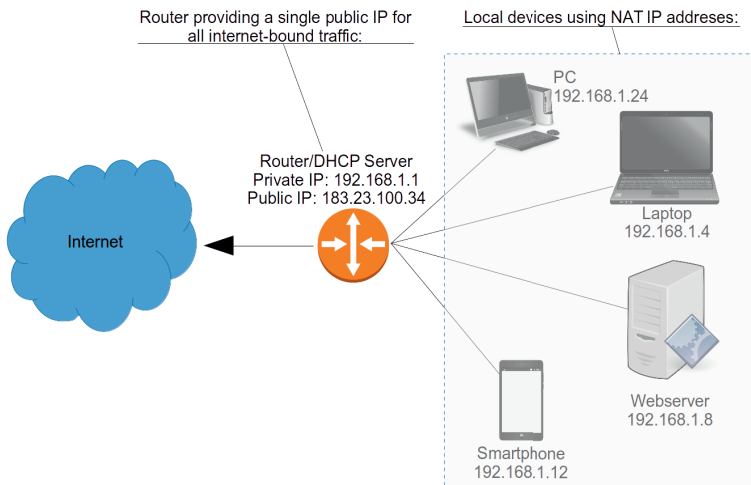 Router providing a single public IP for
all internet-bound traffic:
Local devices using NAT IP addreses:
PC
192.168.1.24
Router/DHCP Server
Private IP: 192.168.1.1
Public IP: 183.23.100.34
Laptop
192.168.1.4
Internet
Webserver
192.168.1.8
Smartphone
192.168.1.12